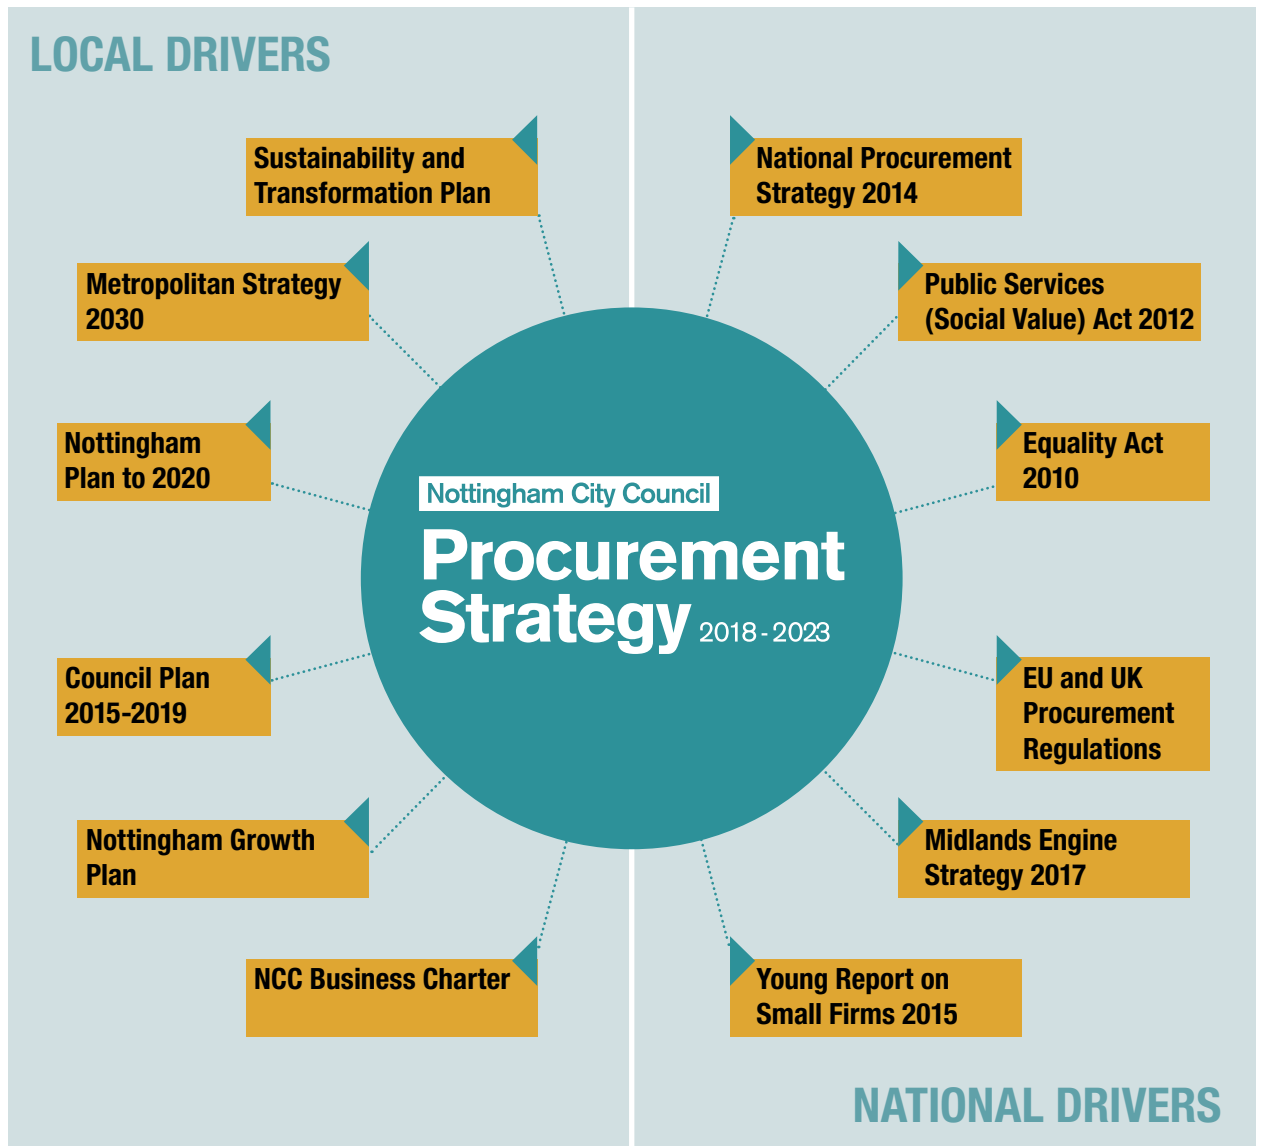 LOCAL DRIVERS
Sustainability and
Transformation Plan
Metropolitan Strategy
2030
Nottingham
Plan to 2020
Council Plan
2015-2019
Nottingham Growth
Plan
NCC Business Charter
Nottingham City Council
Procurement
Strategy 2018 - 2023
National Procurement
Strategy 2014
Public Services
(Social Value) Act 2012
Equality Act
2010
EU and UK
Procurement
Regulations
Midlands Engine
Strategy 2017
Young Report on
Small Firms 2015
NATIONAL DRIVERS